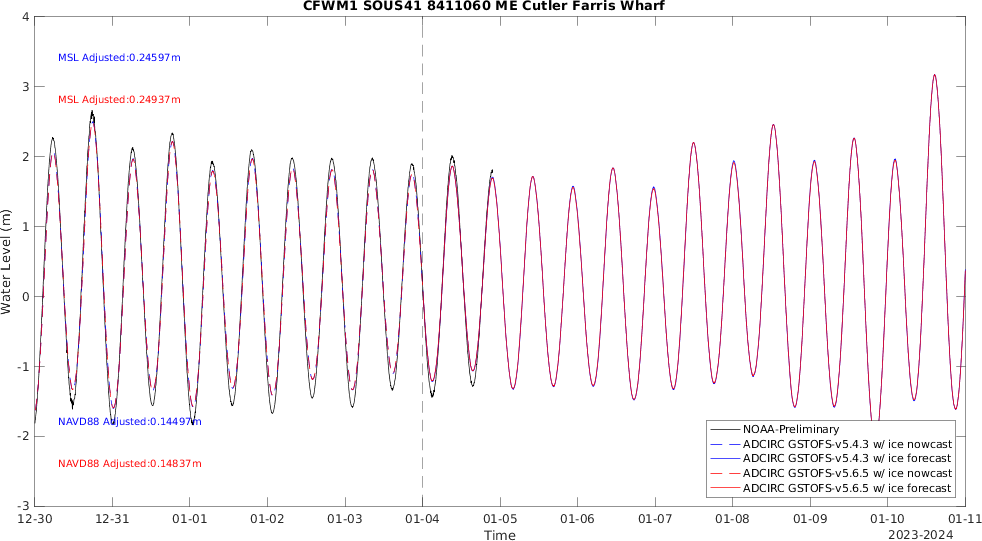 CFWM1 SOUS41 8411060 ME Cutler Farris Wharf
4
3
2
1
0
-1
-2
-3
Water Level (m)
MSL Adjusted:0.24597m
MSL Adjusted:0.24937m
NAVD88 Adjusted:0.14497m
NAVD88 Adjusted:0.14837m
NOAA-Preliminary
ADCIRC GSTOFS-v5.4.3 w/ ice nowcast
ADCIRC GSTOFS-v5.4.3 w/ ice forecast
ADCIRC GSTOFS-v5.6.5 w/ ice nowcast
ADCIRC GSTOFS-v5.6.5 w/ ice forecast
12-30 12-31 01-01 01-02 01-03 01-04 01-05 01-06 01-07 01-08 01-09 01-10 01-11
Time
2023-2024